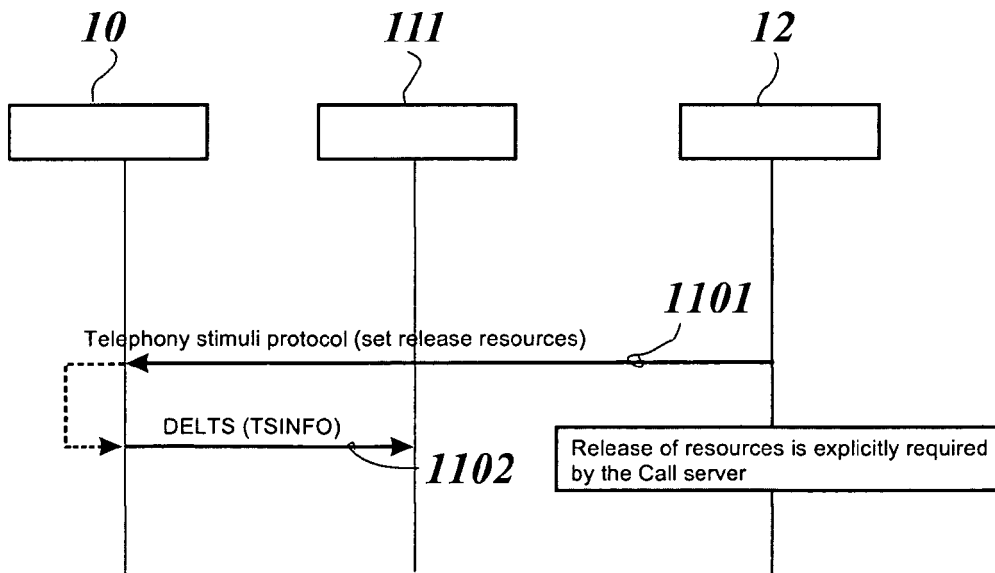 10
111
12
1101
Telephony stimuli protocol (set release resources)
DELTS (TSINFO)
1102
Release of resources is explicitly required
by the Call server